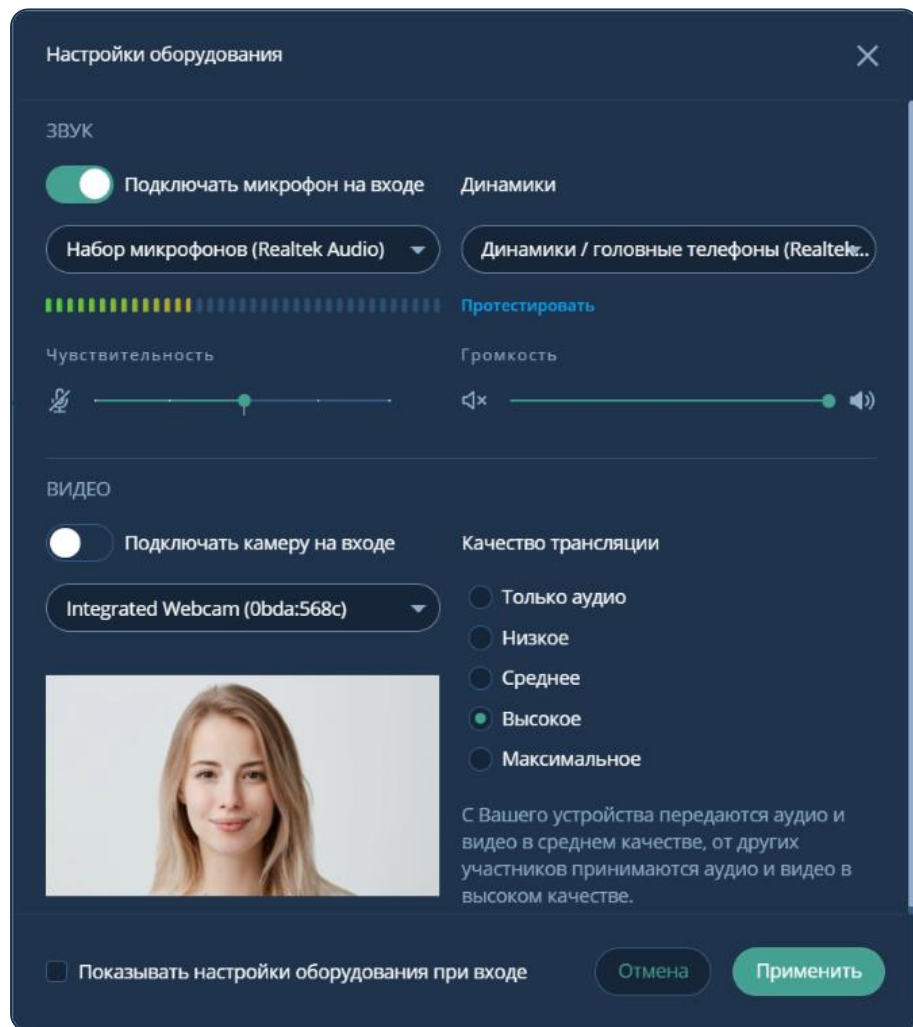 Настройки оборудования
ЗВУК
Подключать микрофон на входе
Динамики
Набор микрофонов (Realtek Audio)
Динамики / головные телефоны (Realtek...
Протестировать
Чувствительность
Громкость
ВИДЕО
Подключать камеру на входе
Качество трансляции
Integrated Webcam (0bda:568c)
Только аудио
Низкое
Среднее
Высокое
Максимальное
С Вашего устройства передаются аудио и
видео в среднем качестве, от других
участников принимаются аудио и видео в
высоком качестве.
Показывать настройки оборудования при входе
Отмена
Применить